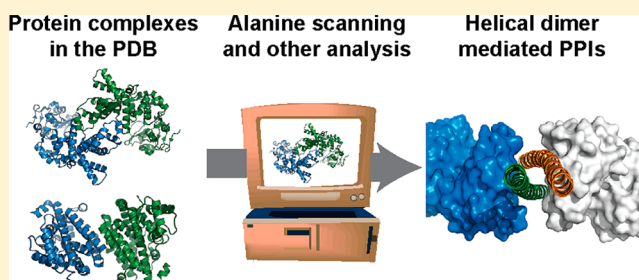 Protein complexes
in the PDB
Alanine scanning
and other analysis
Helical dimer
mediated PPIs